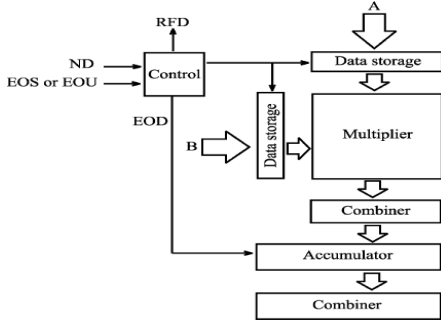 RFD
A
ND
EOS or EOU
Control
Data storage
EOD
B
Data storage
Multiplier
Combiner
Accumulator
Combiner